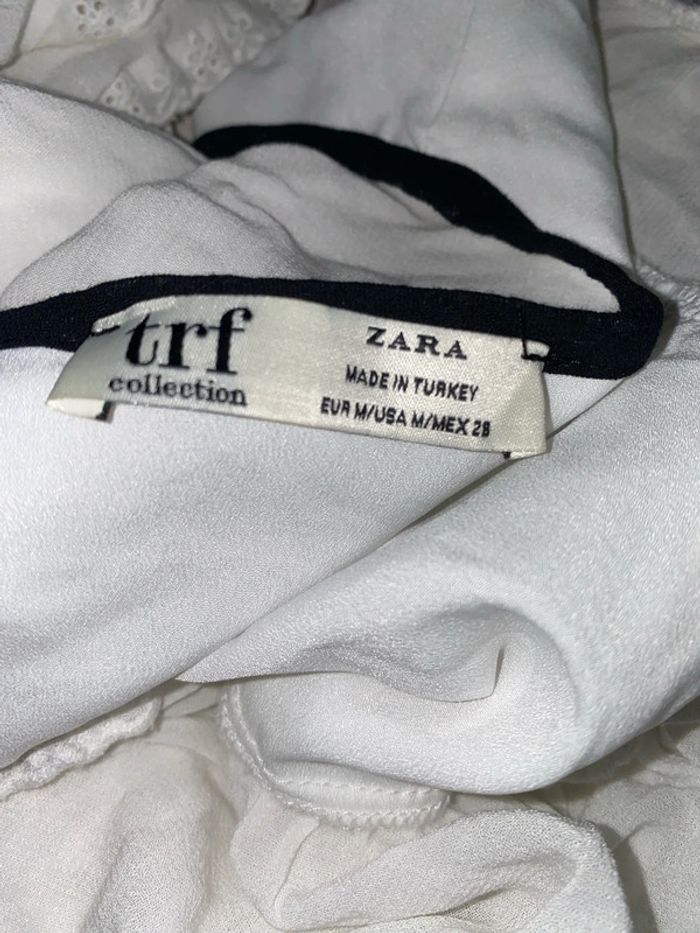 trf
collection
ZARA
MADE IN TURKEY
EUR M/USA M/MEX 28